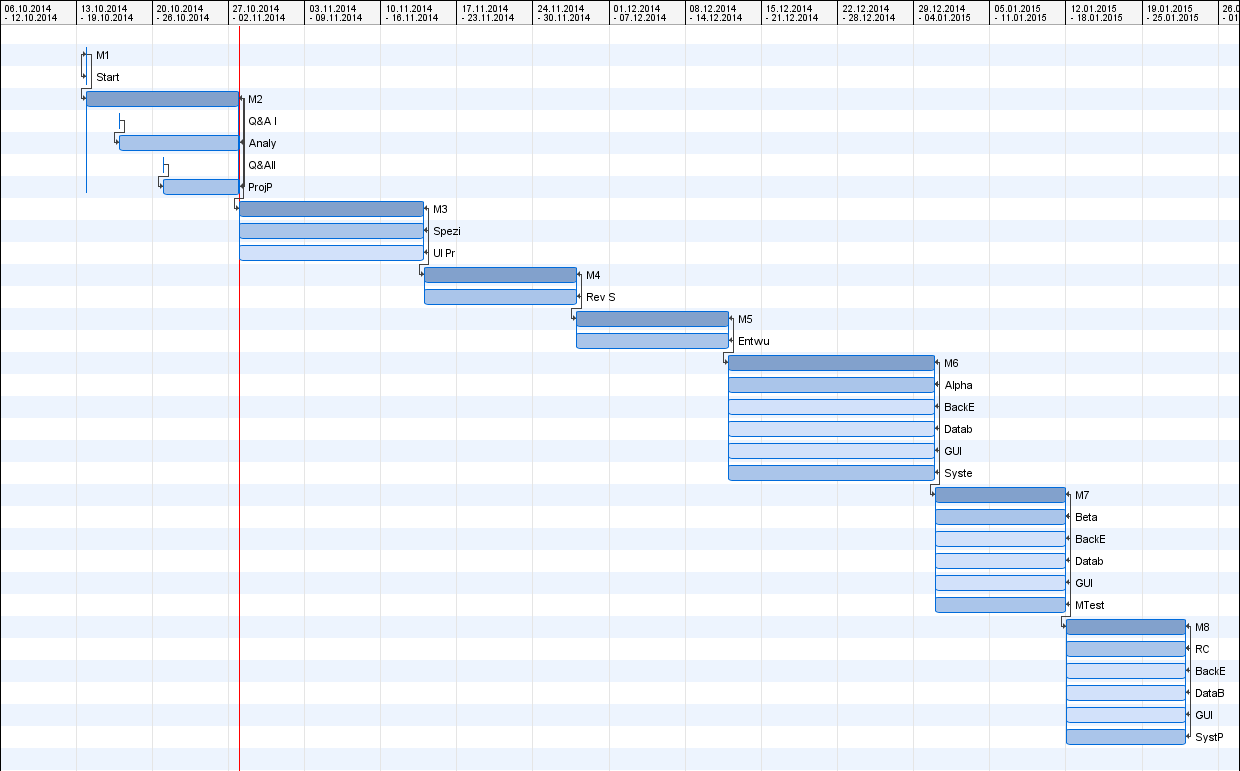 06.10.2014 13.10.2014 20.10.2014 27.10.2014 03.11.2014 10.11.2014 17.11.2014 24.11.2014 01.12.2014 08.12.2014 15.12.2014 22.12.2014 29.12.2014 05.01.2015 12.01.2015 19.01.2015 26.0
- 12.10.2014 - 19.10.2014 - 26.10.2014 - 02.11.2014 - 09.11.2014 - 16.11.2014 - 23.11.2014 - 30.11.2014 - 07.12.2014 - 14.12.2014 - 21.12.2014 - 28.12.2014 - 04.01.2015 - 11.01.2015 - 18.01.2015 - 25.01.2015 - 01
M1
Start
M2
Q&A I
Analy
Q&AII
ProjP
M3
Spezi
UI Pr
M4
Rev S
M5
Entwu
M6
Alpha
BackE
Datab
GUI
Syste
M7
Beta
BackE
Datab
GUI
MTest
M8
RC
BackE
DataB
GUI
SystP